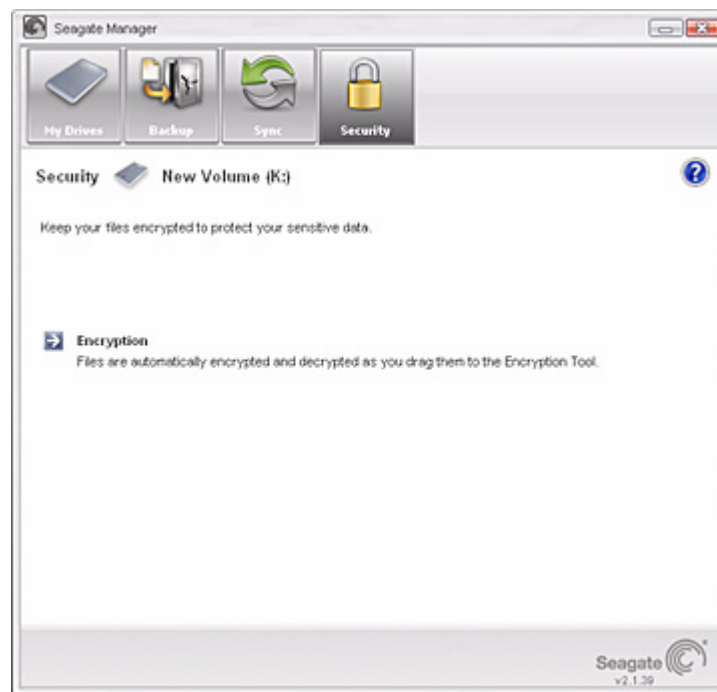 Seagate Manager
My Drives Backup Sync Security
Security New Volume (K:)
Keep your files encrypted to protect your sensitive data.
Encryption
Files are automatically encrypted and decrypted as you drag them to the Encryption Tool.
Seagate
v2.1.39